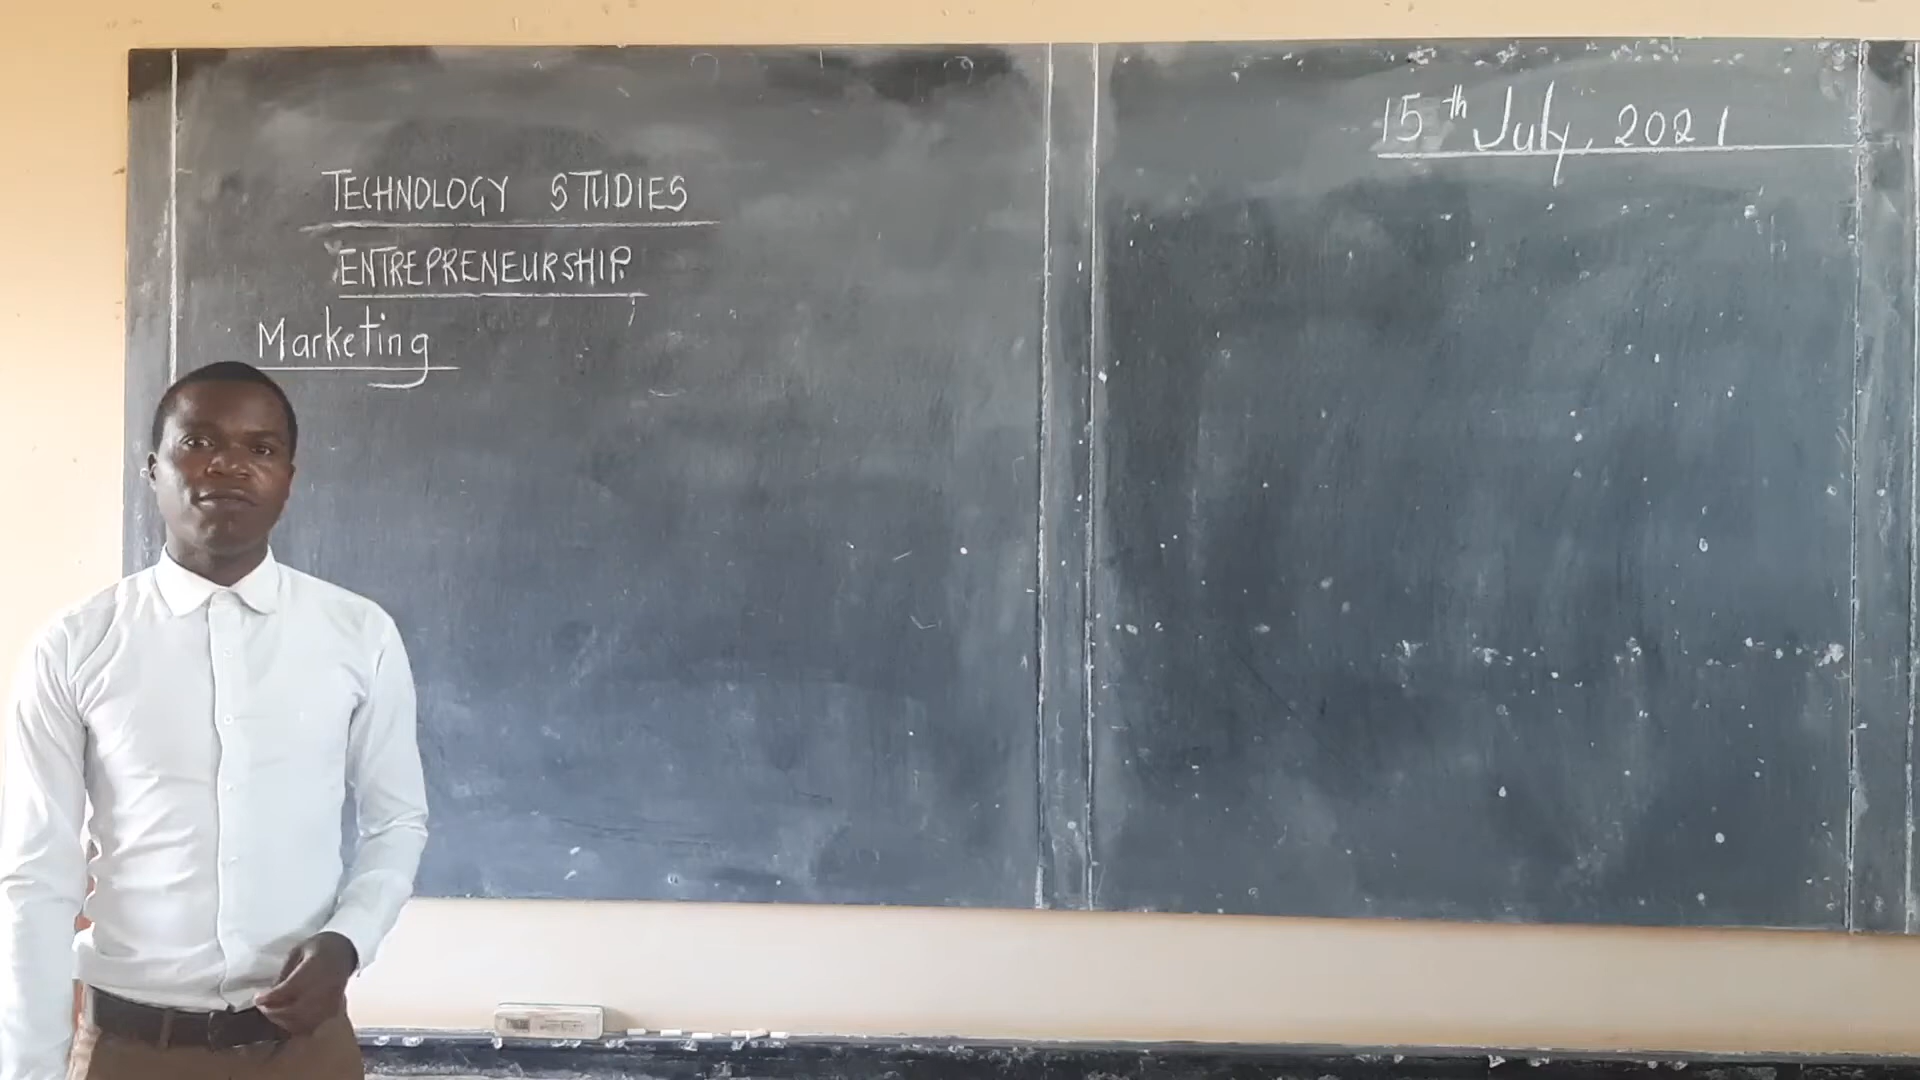 15th July, 2021
TECHNOLOGY STUDIES
ENTREPRENEURSHIP.
Marketing